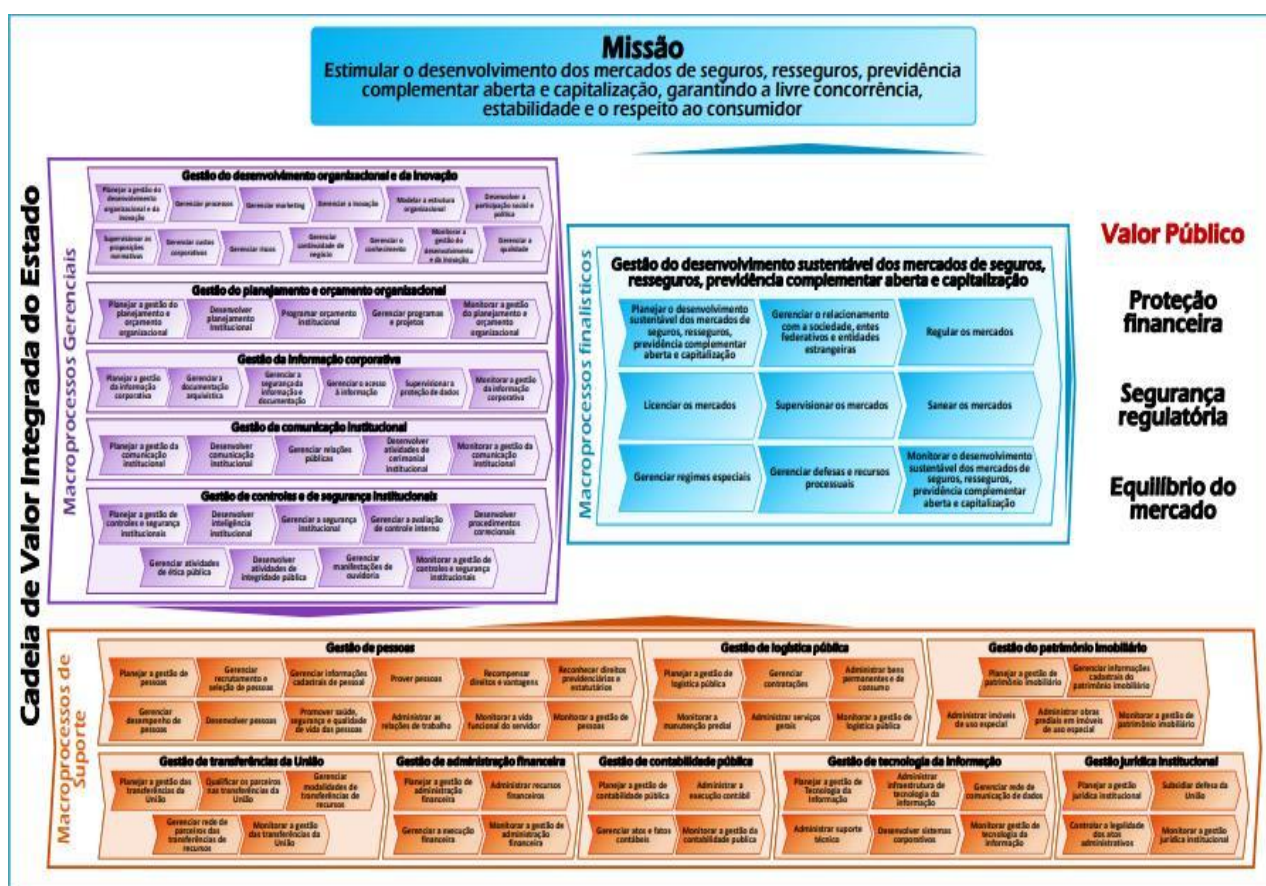 Missão
Estimular o desenvolvimento dos mercados de seguros, resseguros, previdência
complementar aberta e capitalização, garantindo a livre concorrência,
estabilidade e o respeito ao consumidor
Cadeia de Valor Integrada do Estado
Macroprocessos Gerenciais
Gestão do desenvolvimento organizacional e da inovação
Planejar a gestão do
desenvolvimento
organizacional e da
inovação
Gerenciar processos
Gerenciar marketing
Gerenciar a inovação
Modelar a estrutura
organizacional
Desenvolver a
participação social e
política
Supervisionar as
proposições
normativas
Gerenciar custos
corporativos
Gerenciar riscos
Gerenciar
continuidade de
negócio
Gerenciar o
conhecimento
Monitorar a
gestão do
desenvolvimento
e da inovação
Gerenciar a
qualidade
Gestão do planejamento e orçamento organizacional
Planejar a gestão do
planejamento e
orçamento
organizacional
Desenvolver
planejamento
institucional
Programar orçamento
institucional
Gerenciar programas
e projetos
Monitorar a gestão
do planejamento e
orçamento
organizacional
Gestão da informação corporativa
Planejar a gestão
da informação
corporativa
Gerenciar a
documentação
arquivística
Gerenciar a
segurança da
informação e
documentação
Gerenciar o acesso
à informação
Supervisionar a
proteção de dados
Monitorar a gestão
da informação
corporativa
Gestão da comunicação institucional
Planejar a gestão da
comunicação
institucional
Desenvolver
comunicação
institucional
Gerenciar relações
públicas
Desenvolver
atividades de
cerimonial
institucional
Monitorar a gestão da
comunicação
institucional
Gestão de controles e de segurança institucionais
Planejar a gestão de
controles e segurança
institucionais
Desenvolver
inteligência
institucional
Gerenciar a segurança
institucional
Gerenciar a avaliação
de controle interno
Desenvolver
procedimentos
correcionais
Gerenciar atividades
de ética pública
Desenvolver
atividades de
integridade pública
Gerenciar
manifestações de
ouvidoria
Monitorar a gestão de
controles e segurança
institucionais
Macroprocessos finalísticos
Gestão do desenvolvimento sustentável dos mercados de seguros,
resseguros, previdência complementar aberta e capitalização
Planejar o desenvolvimento
sustentável dos mercados de
seguros, resseguros,
previdência complementar
aberta e capitalização
Gerenciar o relacionamento
com a sociedade, entes
federativos e entidades
estrangeiras
Regular os mercados
Licenciar os mercados
Supervisionar os mercados
Sanear os mercados
Gerenciar regimes especiais
Gerenciar defesas e recursos
processuais
Monitorar o desenvolvimento
sustentável dos mercados de
seguros, resseguros,
previdência complementar
aberta e capitalização
Valor Público
Proteção
financeira
Segurança
regulatória
Equilíbrio do
mercado
Macroprocessos de
Suporte
Gestão de pessoas
Planejar a gestão de
pessoas
Gerenciar
recrutamento e
seleção de pessoas
Gerenciar informações
cadastrais de pessoal
Prover pessoas
Recompensar
direitos e vantagens
Reconhecer direitos
previdenciários e
estatutários
Gerenciar
desempenho de
pessoas
Desenvolver pessoas
Promover saúde,
segurança e qualidade
de vida das pessoas
Administrar as
relações de trabalho
Monitorar a vida
funcional do servidor
Monitorar a gestão de
pessoas
Gestão de logística pública
Planejar a gestão de
logística pública
Gerenciar
contratações
Administrar bens
permanentes e de
consumo
Monitorar a
manutenção predial
Administrar serviços
gerais
Monitorar a gestão de
logística pública
Gestão do patrimônio imobiliário
Planejar a gestão de
patrimônio imobiliário
Gerenciar informações
cadastrais do
patrimônio imobiliário
Administrar imóveis
de uso especial
Administrar obras
prediais em imóveis
de uso especial
Monitorar a gestão de
patrimônio imobiliário
Gestão de transferências da União
Planejar a gestão das
transferências da
União
Qualificar os parceiros
nas transferências da
União
Gerenciar
modalidades de
transferências de
recursos
Gerenciar rede de
parceiros das
transferências de
recursos
Monitorar a gestão
das transferências da
União
Gestão de administração financeira
Planejar a gestão de
administração
financeira
Administrar recursos
financeiros
Gerenciar a execução
financeira
Monitorar a gestão de
administração
financeira
Gestão de contabilidade pública
Planejar a gestão de
contabilidade pública
Administrar a
execução contábil
Gerenciar atos e fatos
contábeis
Monitorar a gestão da
contabilidade publica
Gestão de tecnologia da informação
Planejar a gestão de
Tecnologia da
Informação
Administrar
infraestrutura de
tecnologia da
informação
Gerenciar rede de
comunicação de dados
Administrar suporte
técnico
Desenvolver sistemas
corporativos
Monitorar gestão de
tecnologia da
informação
Gestão jurídica institucional
Planejar a gestão
jurídica institucional
Subsidiar defesa da
União
Controlar a legalidade
dos atos
administrativos
Monitorar a gestão
jurídica institucional